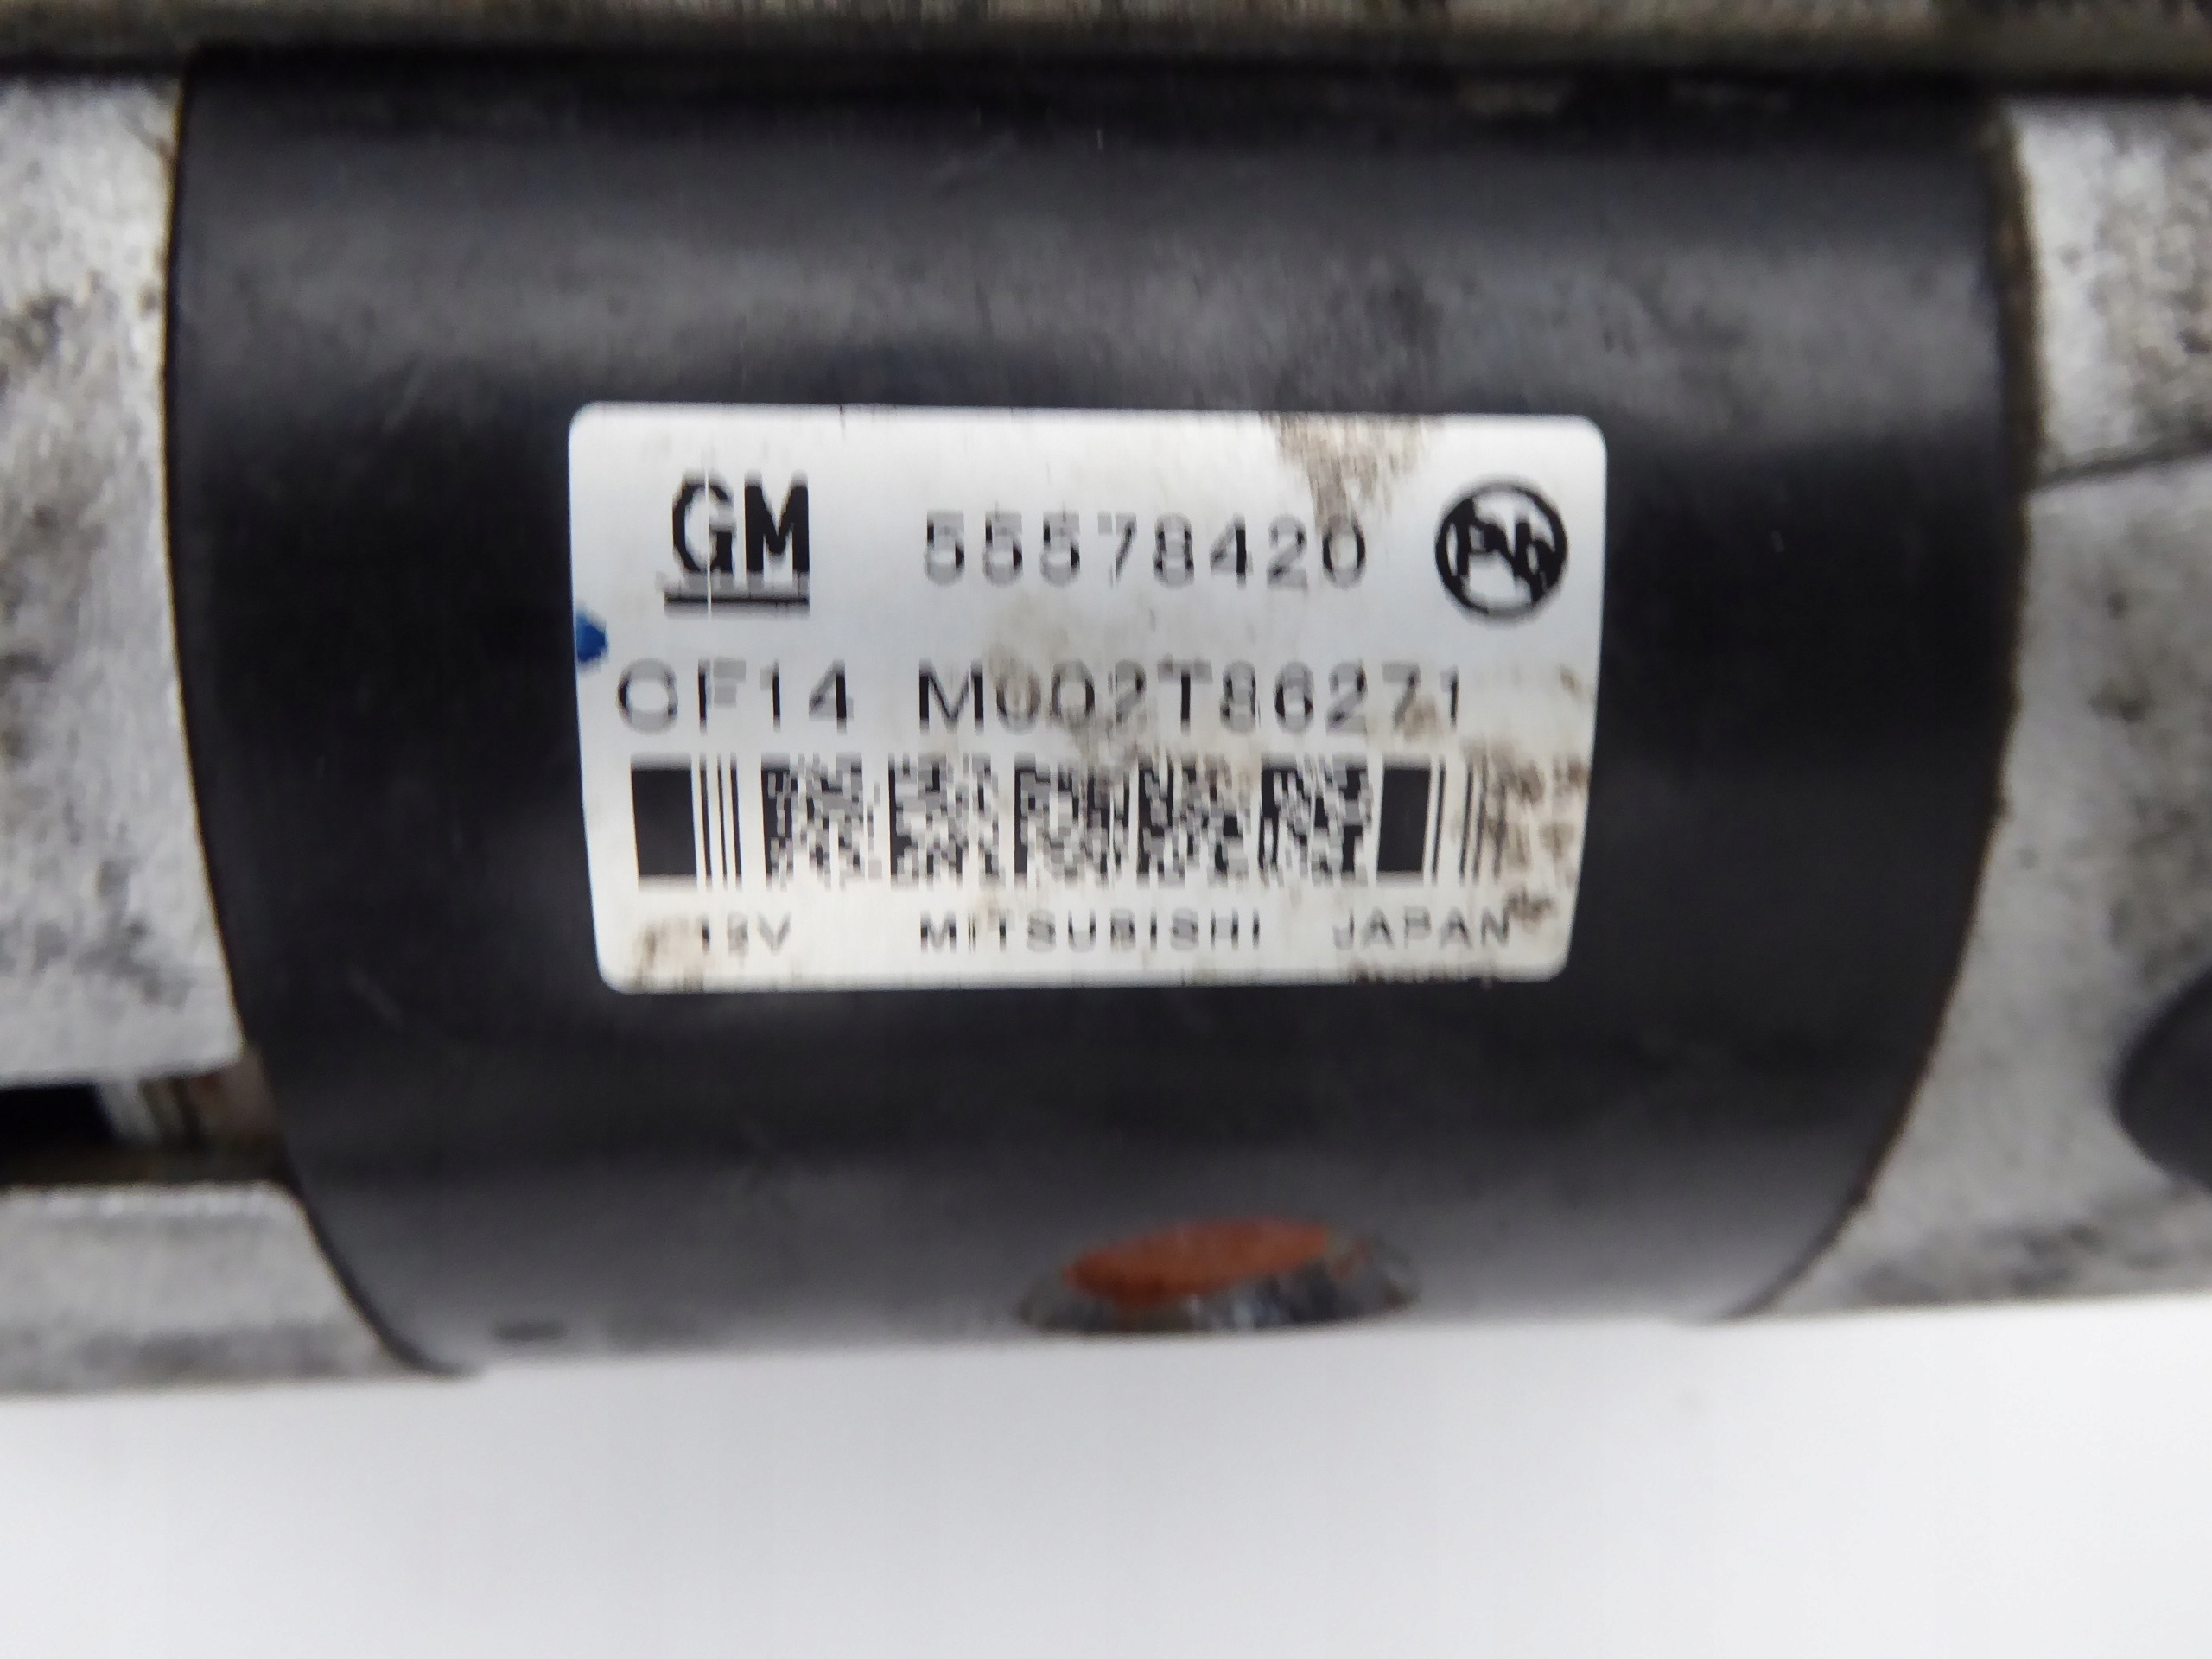 GM 55578420 Pb
CF14 M002T86271
12V MITSUBISHI JAPAN